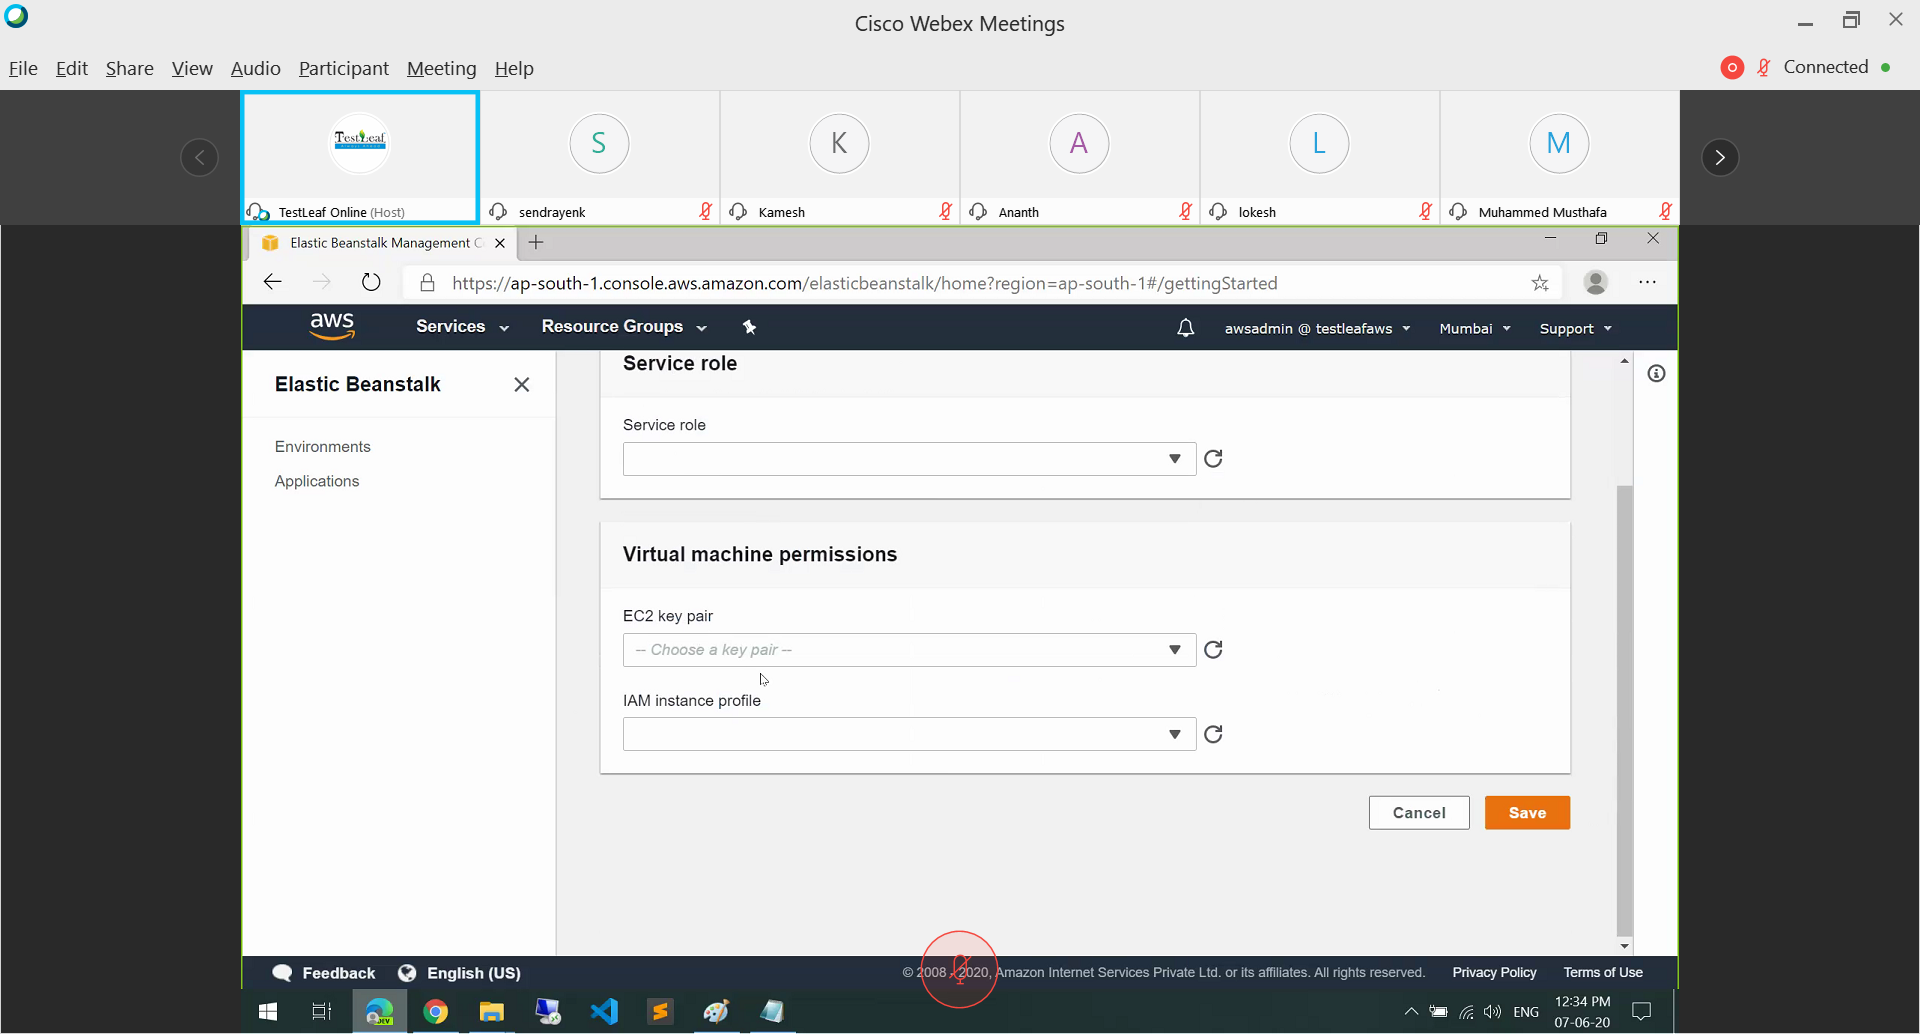 Cisco Webex Meetings
File Edit Share View Audio Participant Meeting Help
Connected
TestLeaf
S
K
A
L
M
TestLeaf Online (Host)
sendrayenk
Kamesh
Ananth
lokesh
Muhammed Musthafa
Elastic Beanstalk Management C
https://ap-south-1.console.aws.amazon.com/elasticbeanstalk/home?region=ap-south-1#/gettingStarted
aws Services Resource Groups awsadmin @ testleafaws Mumbai Support
Elastic Beanstalk
Environments
Applications
Service role
Service role
Virtual machine permissions
EC2 key pair
-- Choose a key pair --
IAM instance profile
Cancel Save
Feedback English (US) © 2008 - 2020, Amazon Internet Services Private Ltd. or its affiliates. All rights reserved. Privacy Policy Terms of Use
DEV
ENG
12:34 PM
07-06-20